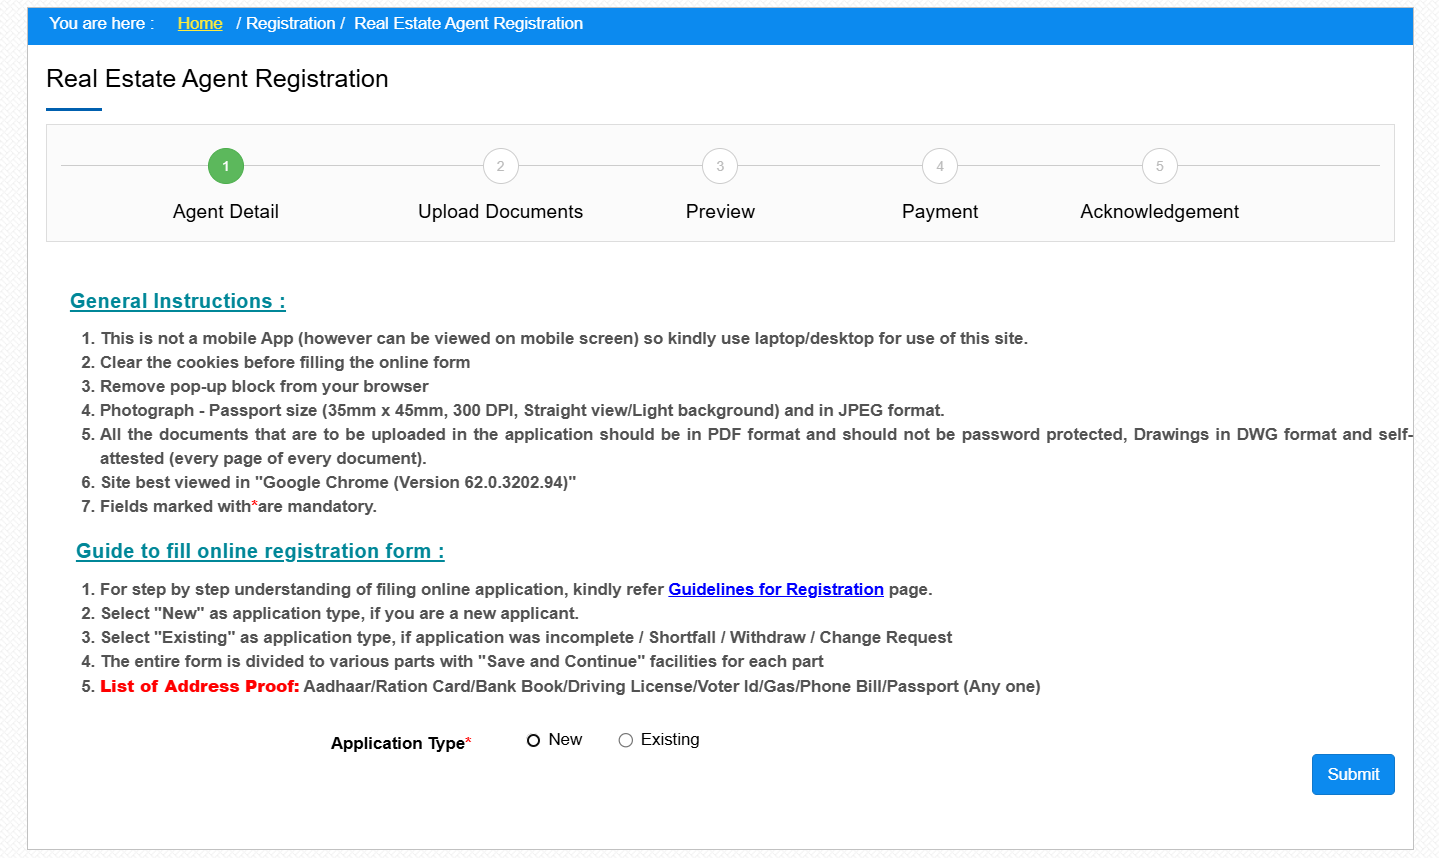 You are here : Home / Registration / Real Estate Agent Registration
Real Estate Agent Registration
1 2 3 4 5
Agent Detail Upload Documents Preview Payment Acknowledgement
General Instructions :
1. This is not a mobile App (however can be viewed on mobile screen) so kindly use laptop/desktop for use of this site.
2. Clear the cookies before filling the online form
3. Remove pop-up block from your browser
4. Photograph - Passport size (35mm x 45mm, 300 DPI, Straight view/Light background) and in JPEG format.
5. All the documents that are to be uploaded in the application should be in PDF format and should not be password protected, Drawings in DWG format and self-
attested (every page of every document).
6. Site best viewed in "Google Chrome (Version 62.0.3202.94)"
7. Fields marked with*are mandatory.
Guide to fill online registration form :
1. For step by step understanding of filing online application, kindly refer Guidelines for Registration page.
2. Select "New" as application type, if you are a new applicant.
3. Select "Existing" as application type, if application was incomplete / Shortfall / Withdraw / Change Request
4. The entire form is divided to various parts with "Save and Continue" facilities for each part
5. List of Address Proof: Aadhaar/Ration Card/Bank Book/Driving License/Voter Id/Gas/Phone Bill/Passport (Any one)
Application Type* New Existing
Submit